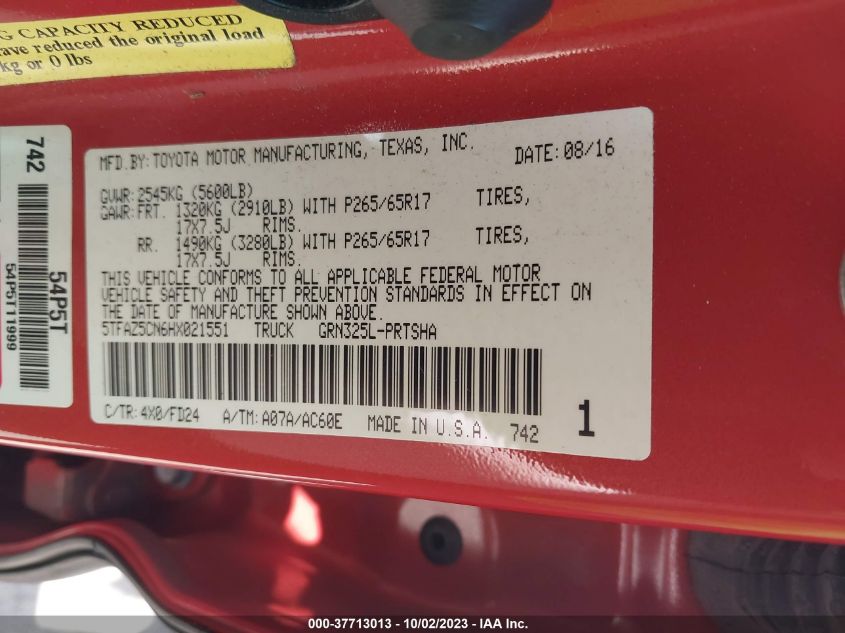 G CAPACITY REDUCED
ave reduced the original load
kg or 0 lbs
742
54P5T
54P5T11999
MFD.BY:TOYOTA MOTOR MANUFACTURING, TEXAS, INC. DATE:08/16
GVWR:2545KG (5600LB)
GAWR:FRT. 1320KG (2910LB) WITH P265/65R17 TIRES,
17X7.5J RIMS.
RR. 1490KG (3280LB) WITH P265/65R17 TIRES,
17X7.5J RIMS.
THIS VEHICLE CONFORMS TO ALL APPLICABLE FEDERAL MOTOR
VEHICLE SAFETY AND THEFT PREVENTION STANDARDS IN EFFECT ON
THE DATE OF MANUFACTURE SHOWN ABOVE.
5TFAZ5CN6HX021551 TRUCK GRN325L-PRTSHA
C/TR:4X0/FD24 A/TM:A07A/AC60E MADE IN U.S.A. 742 1
000-37713013 - 10/02/2023 - IAA Inc.